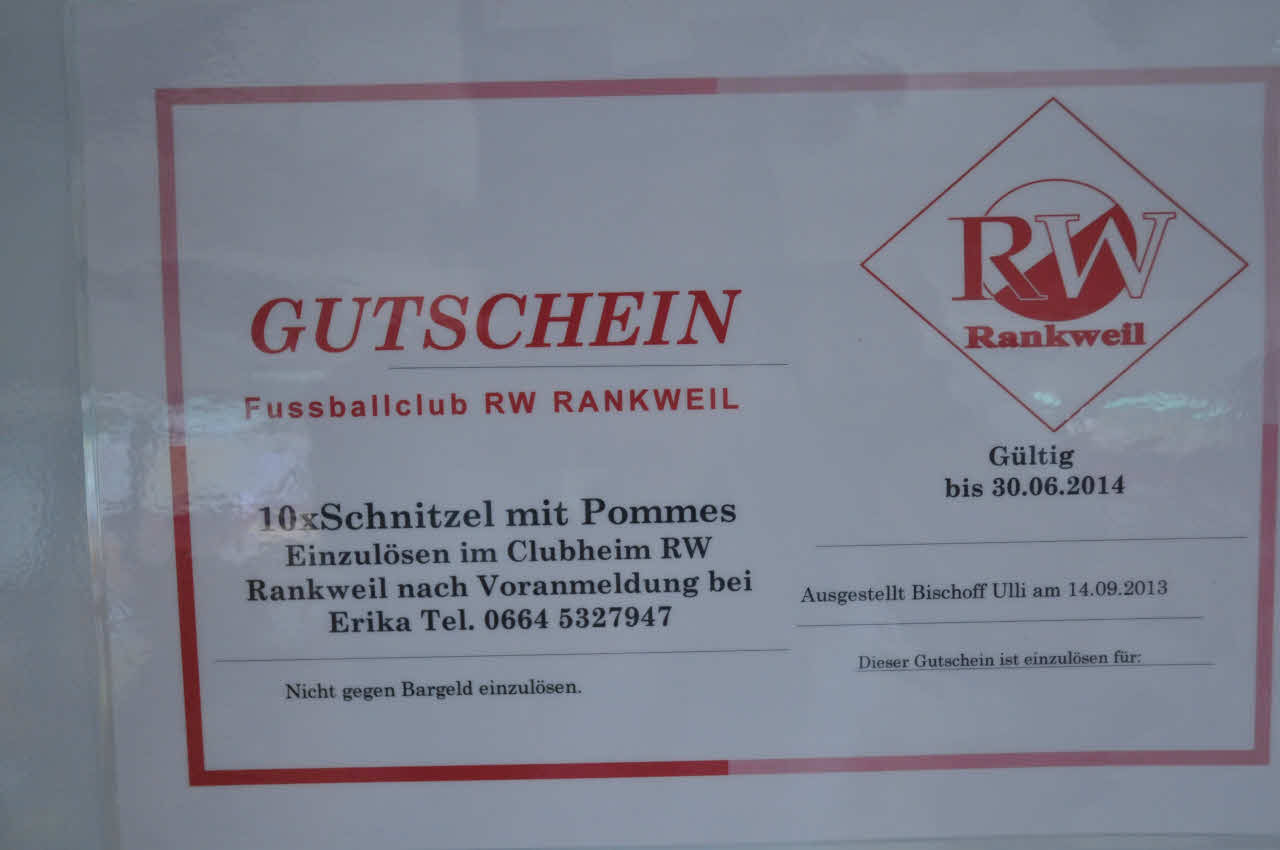 RW
Rankweil
GUTSCHEIN
Fussballclub RW RANKWEIL
10xSchnitzel mit Pommes
Einzulösen im Clubheim RW
Rankweil nach Voranmeldung bei
Erika Tel. 0664 5327947
Nicht gegen Bargeld einzulösen.
Gültig
bis 30.06.2014
Ausgestellt Bischoff Ulli am 14.09.2013
Dieser Gutschein ist einzulösen für: